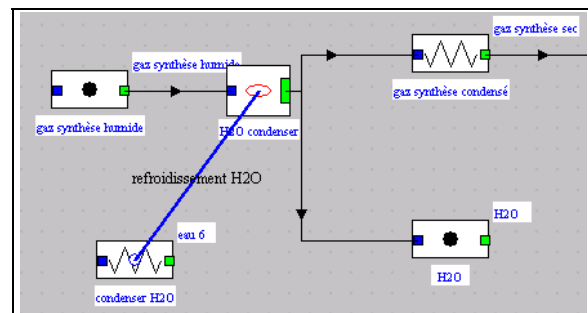 gaz synthèse sec
gaz synthèse humide
gaz synthèse condensé
gaz synthèse humide
H2O condenser
refroidissement H2O
H2O
eau 6
H2O
condenser H2O